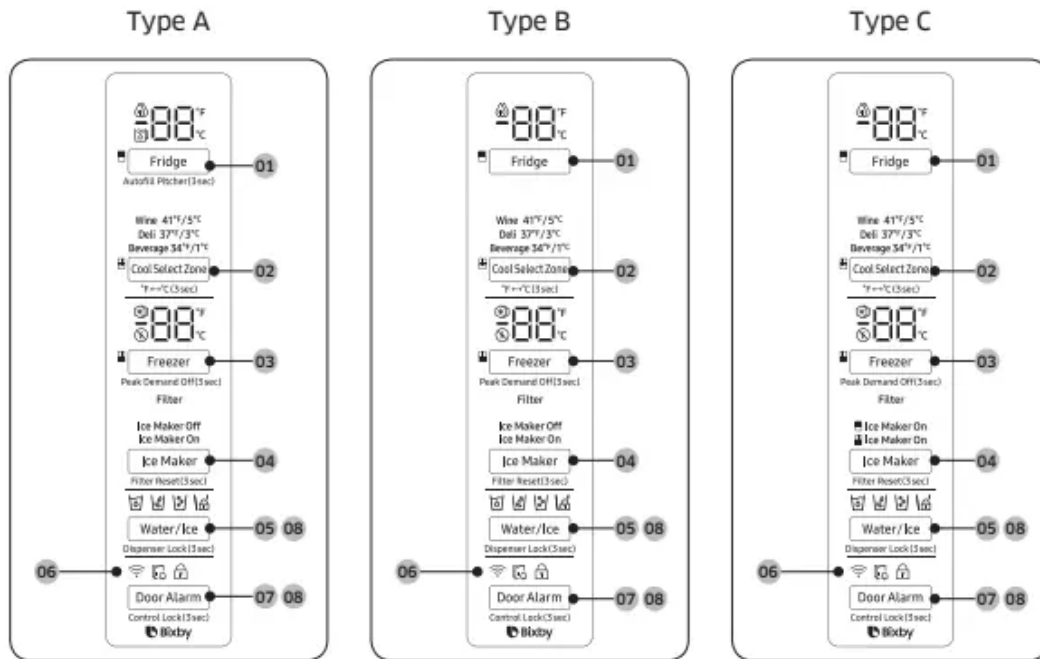 Type A
88 °F
°C
Fridge
01
Autofill Pitcher(3sec)
Wine 41°F/5°C
Deli 37°F/3°C
Beverage 34°F/1°C
Cool Select Zone
02
°F↔°C(3sec)
88 °F
°C
Freezer
03
Peak Demand Off(3sec)
Filter
Ice Maker Off
Ice Maker On
Ice Maker
04
Filter Reset(3sec)
Water/Ice
05 08
Dispenser Lock(3sec)
06
Door Alarm
07 08
Control Lock(3sec)
Bixby
Type B
88 °F
°C
Fridge
01
Wine 41°F/5°C
Deli 37°F/3°C
Beverage 34°F/1°C
Cool Select Zone
02
°F↔°C(3sec)
88 °F
°C
Freezer
03
Peak Demand Off(3sec)
Filter
Ice Maker Off
Ice Maker On
Ice Maker
04
Filter Reset(3sec)
Water/Ice
05 08
Dispenser Lock(3sec)
06
Door Alarm
07 08
Control Lock(3sec)
Bixby
Type C
88 °F
°C
Fridge
01
Wine 41°F/5°C
Deli 37°F/3°C
Beverage 34°F/1°C
Cool Select Zone
02
°F↔°C(3sec)
88 °F
°C
Freezer
03
Peak Demand Off(3sec)
Filter
Ice Maker On
Ice Maker On
Ice Maker
04
Filter Reset(3sec)
Water/Ice
05 08
Dispenser Lock(3sec)
06
Door Alarm
07 08
Control Lock(3sec)
Bixby